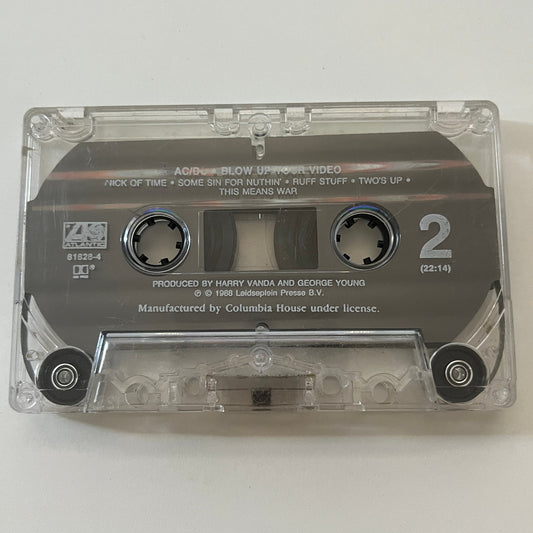 AC/DC • BLOW UP YOUR VIDEO
NICK OF TIME • SOME SIN FOR NUTHIN' • RUFF STUFF • TWO'S UP •
THIS MEANS WAR
ATLANTIC
81828-4
2
(22:14)
PRODUCED BY HARRY VANDA AND GEORGE YOUNG
℗ © 1988 Leidseplein Presse B.V.
Manufactured by Columbia House under license.